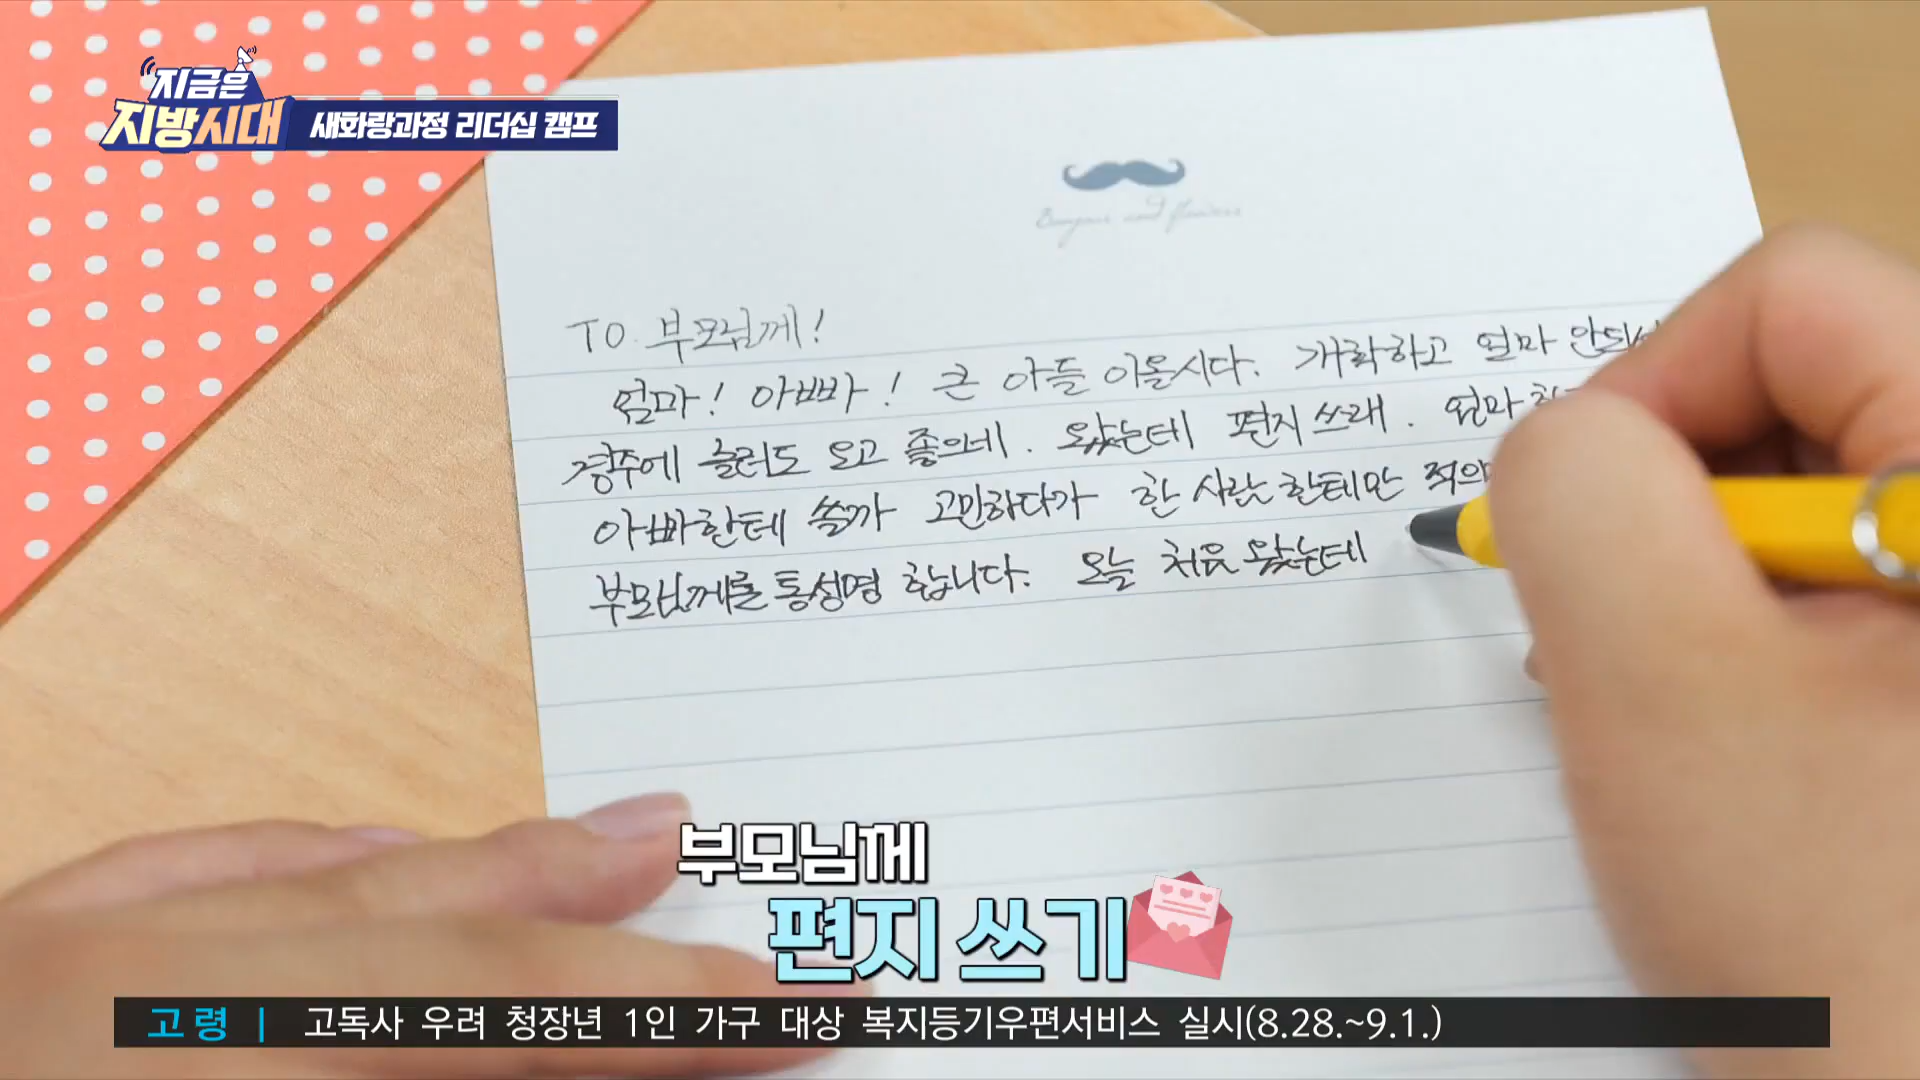 지금은
지방시대
새화랑과정 리더십 캠프
TO. 부모님께!
엄마! 아빠! 큰 아들 이올시다. 개학하고 얼마 안되서
경주에 놀러도 오고 좋으네. 왔는데 편지 쓰래. 엄마한
아빠한테 쓸까 고민하다가 한 사람한테만 적으
부모님께로 통성명 합니다. 오늘 처음 왔는데
부모님께
편지 쓰기
고령 | 고독사 우려 청장년 1인 가구 대상 복지등기우편서비스 실시(8.28.~9.1.)